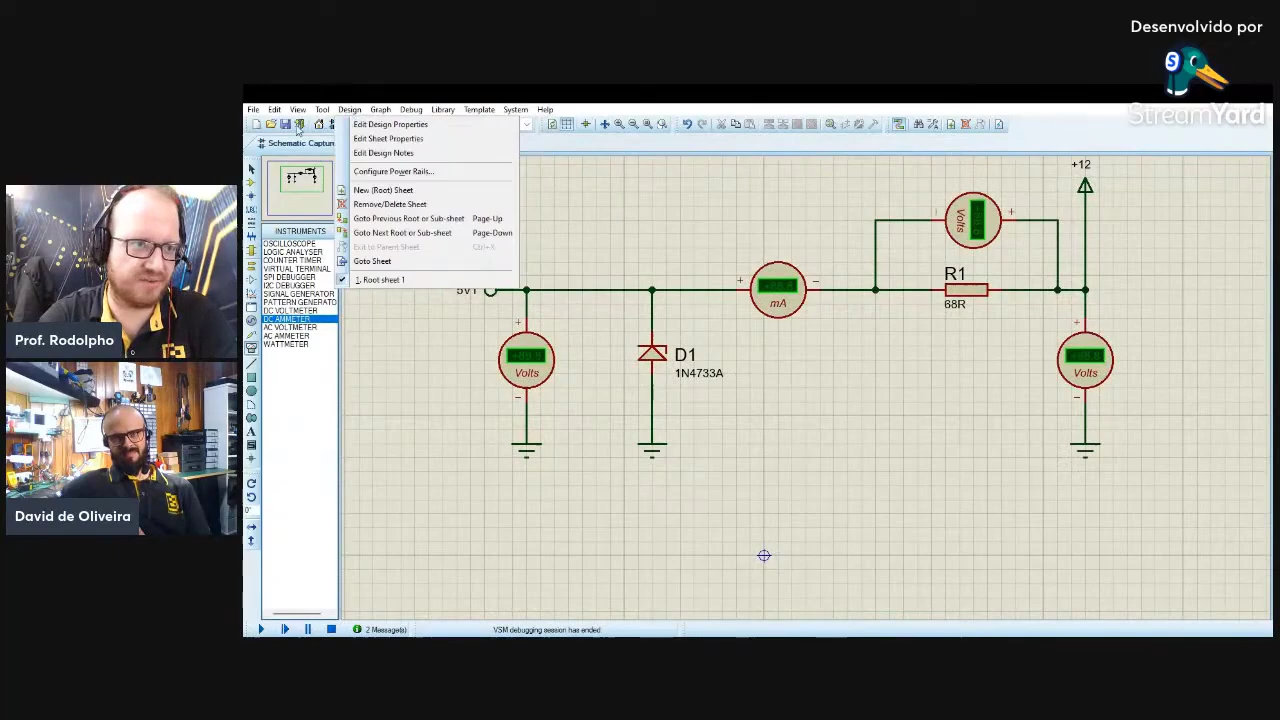 Desenvolvido por
StreamYard
File Edit View Tool Design Graph Debug Library Template System Help
Schematic Captur
Edit Design Properties
Edit Sheet Properties
Edit Design Notes
Configure Power Rails...
New (Root) Sheet
Remove/Delete Sheet
Goto Previous Root or Sub-sheet Page-Up
Goto Next Root or Sub-sheet Page-Down
Exit to Parent Sheet Ctrl+X
Goto Sheet
1. Root sheet 1
INSTRUMENTS
OSCILLOSCOPE
LOGIC ANALYSER
COUNTER TIMER
VIRTUAL TERMINAL
SPI DEBUGGER
I2C DEBUGGER
SIGNAL GENERATOR
PATTERN GENERATO
DC VOLTMETER
DC AMMETER
AC VOLTMETER
AC AMMETER
WATTMETER
+12
Volts
+
5V1
+
mA
−
R1
68R
+
Volts
−
D1
1N4733A
+
Volts
−
Prof. Rodolpho
David de Oliveira
2 Message(s)
VSM debugging session has ended.